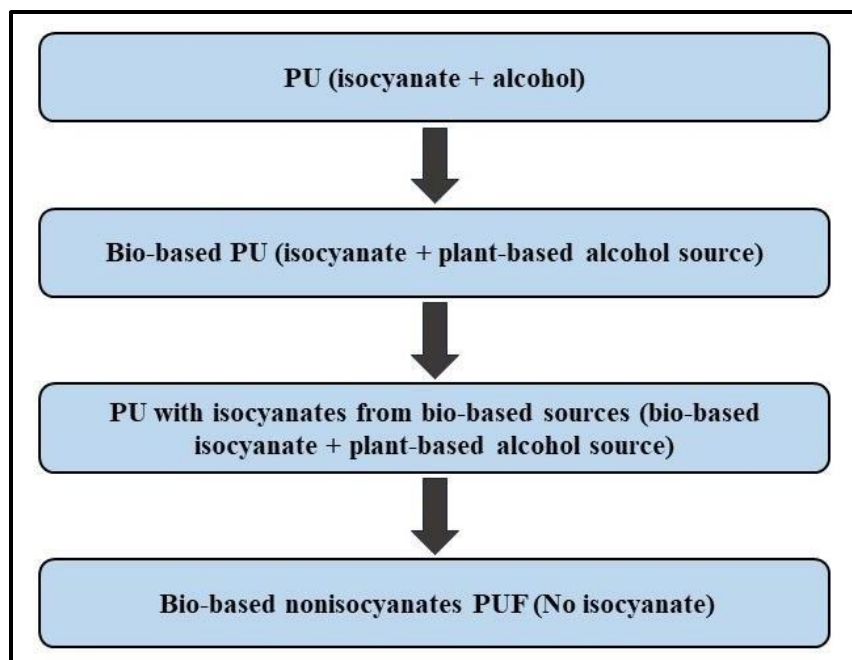 PU (isocyanate + alcohol)
Bio-based PU (isocyanate + plant-based alcohol source)
PU with isocyanates from bio-based sources (bio-based
isocyanate + plant-based alcohol source)
Bio-based nonisocyanates PUF (No isocyanate)